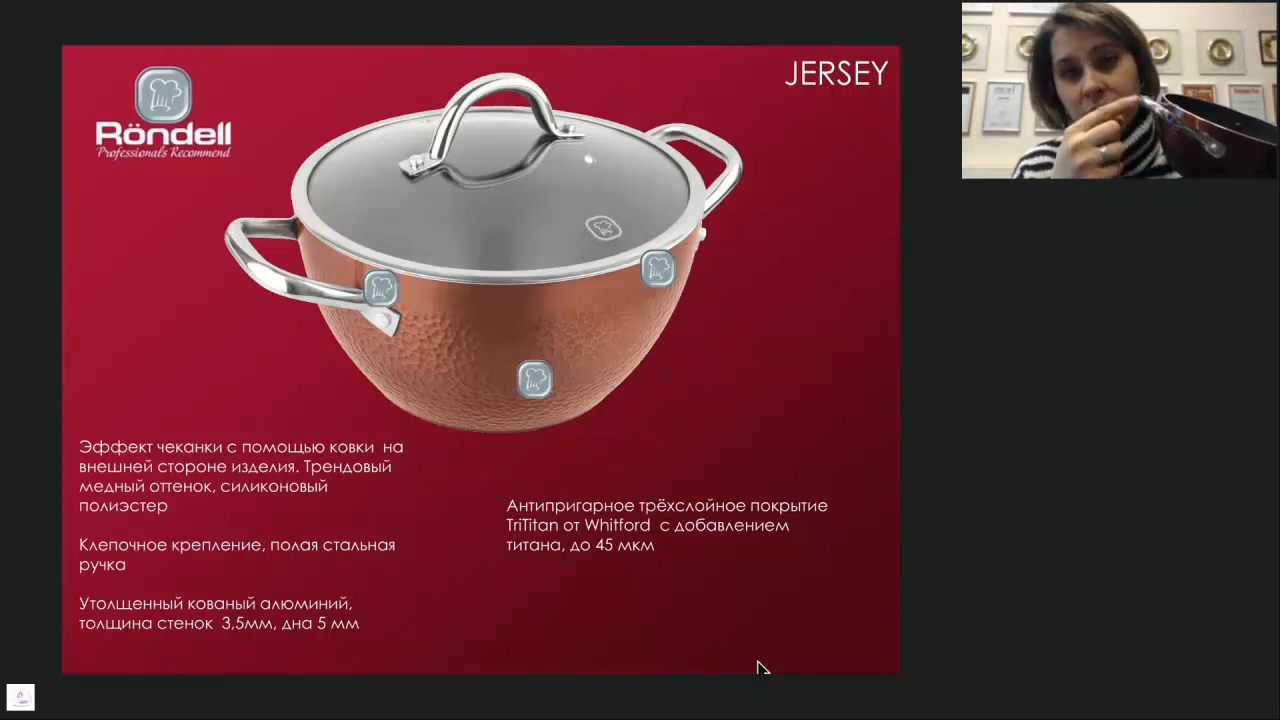 JERSEY
Röndell
Professionals Recommend
Эффект чеканки с помощью ковки на
внешней стороне изделия. Трендовый
медный оттенок, силиконовый
полиэстер
Клепочное крепление, полая стальная
ручка
Утолщенный кованый алюминий,
толщина стенок 3,5мм, дна 5 мм
Антипригарное трёхслойное покрытие
TriTitan от Whitford с добавлением
титана, до 45 мкм